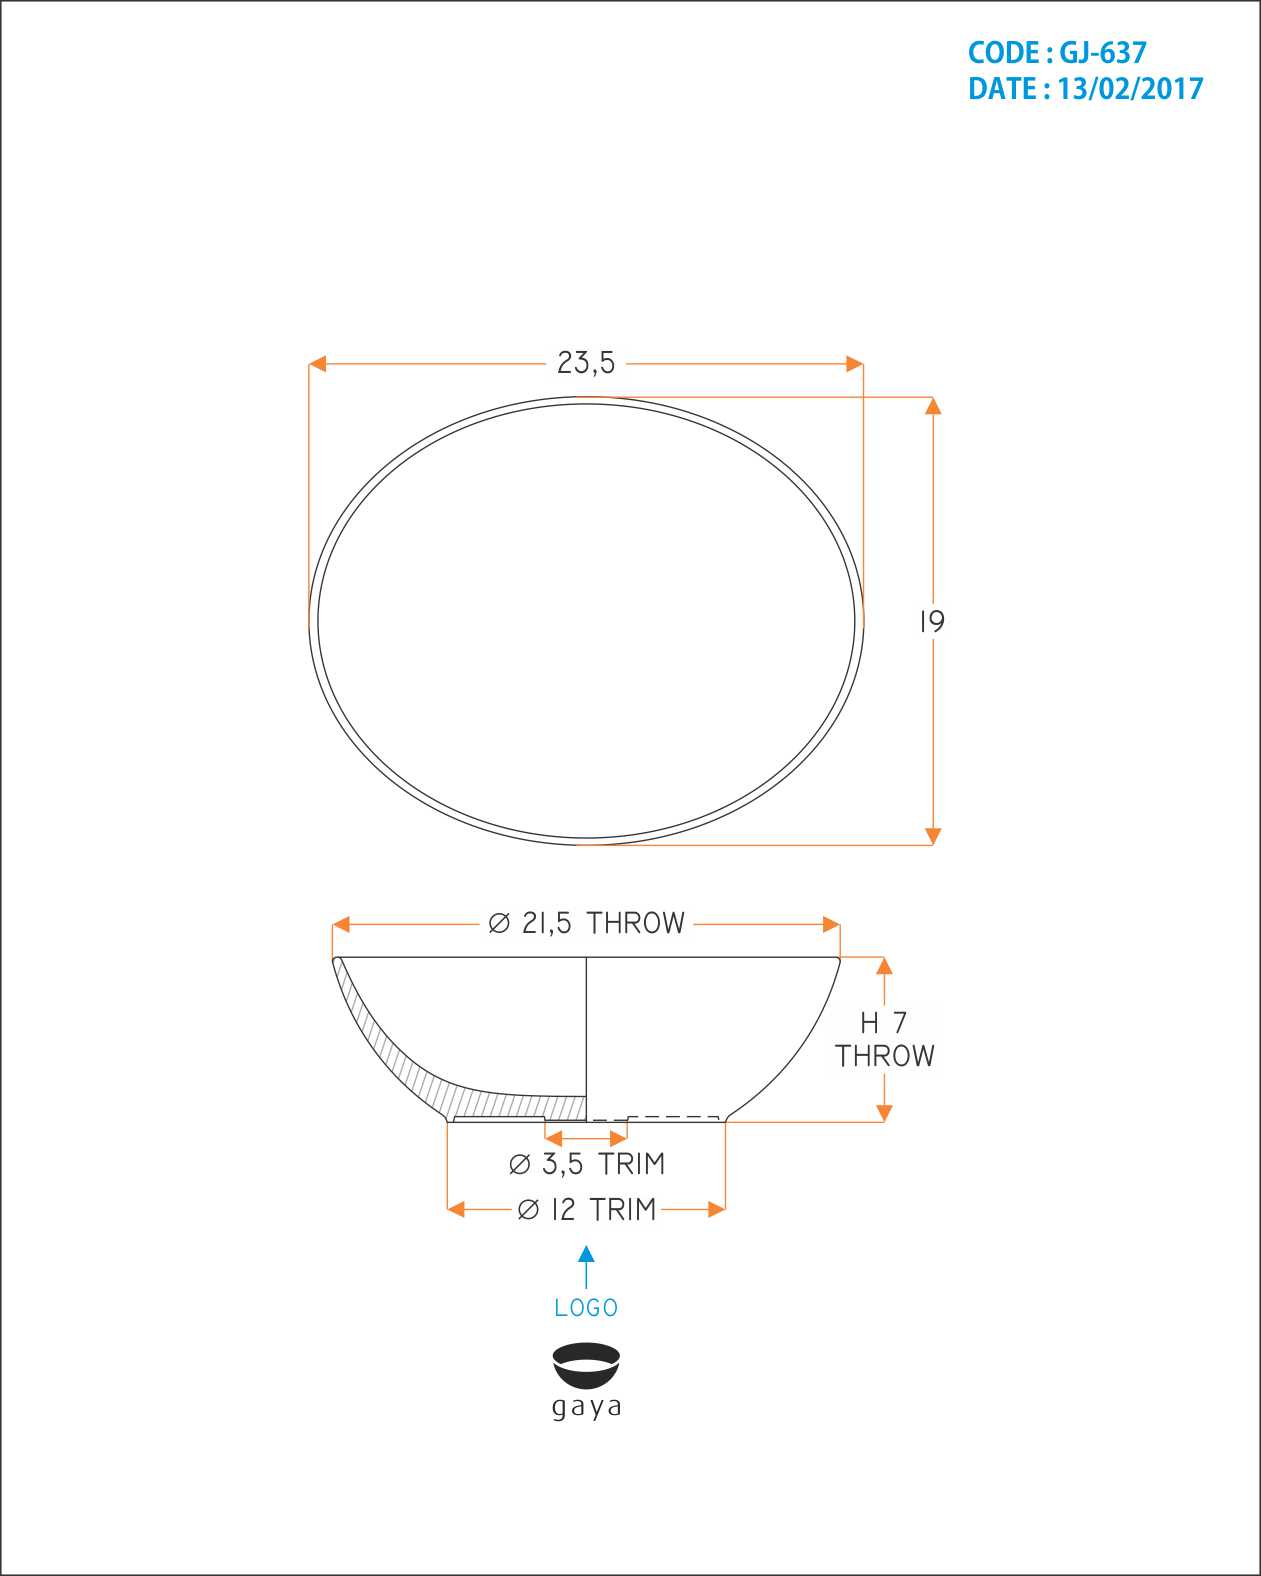 CODE : GJ-637
DATE : 13/02/2017
23,5
19
Ø 21,5 THROW
H 7
THROW
Ø 3,5 TRIM
Ø 12 TRIM
LOGO
gaya